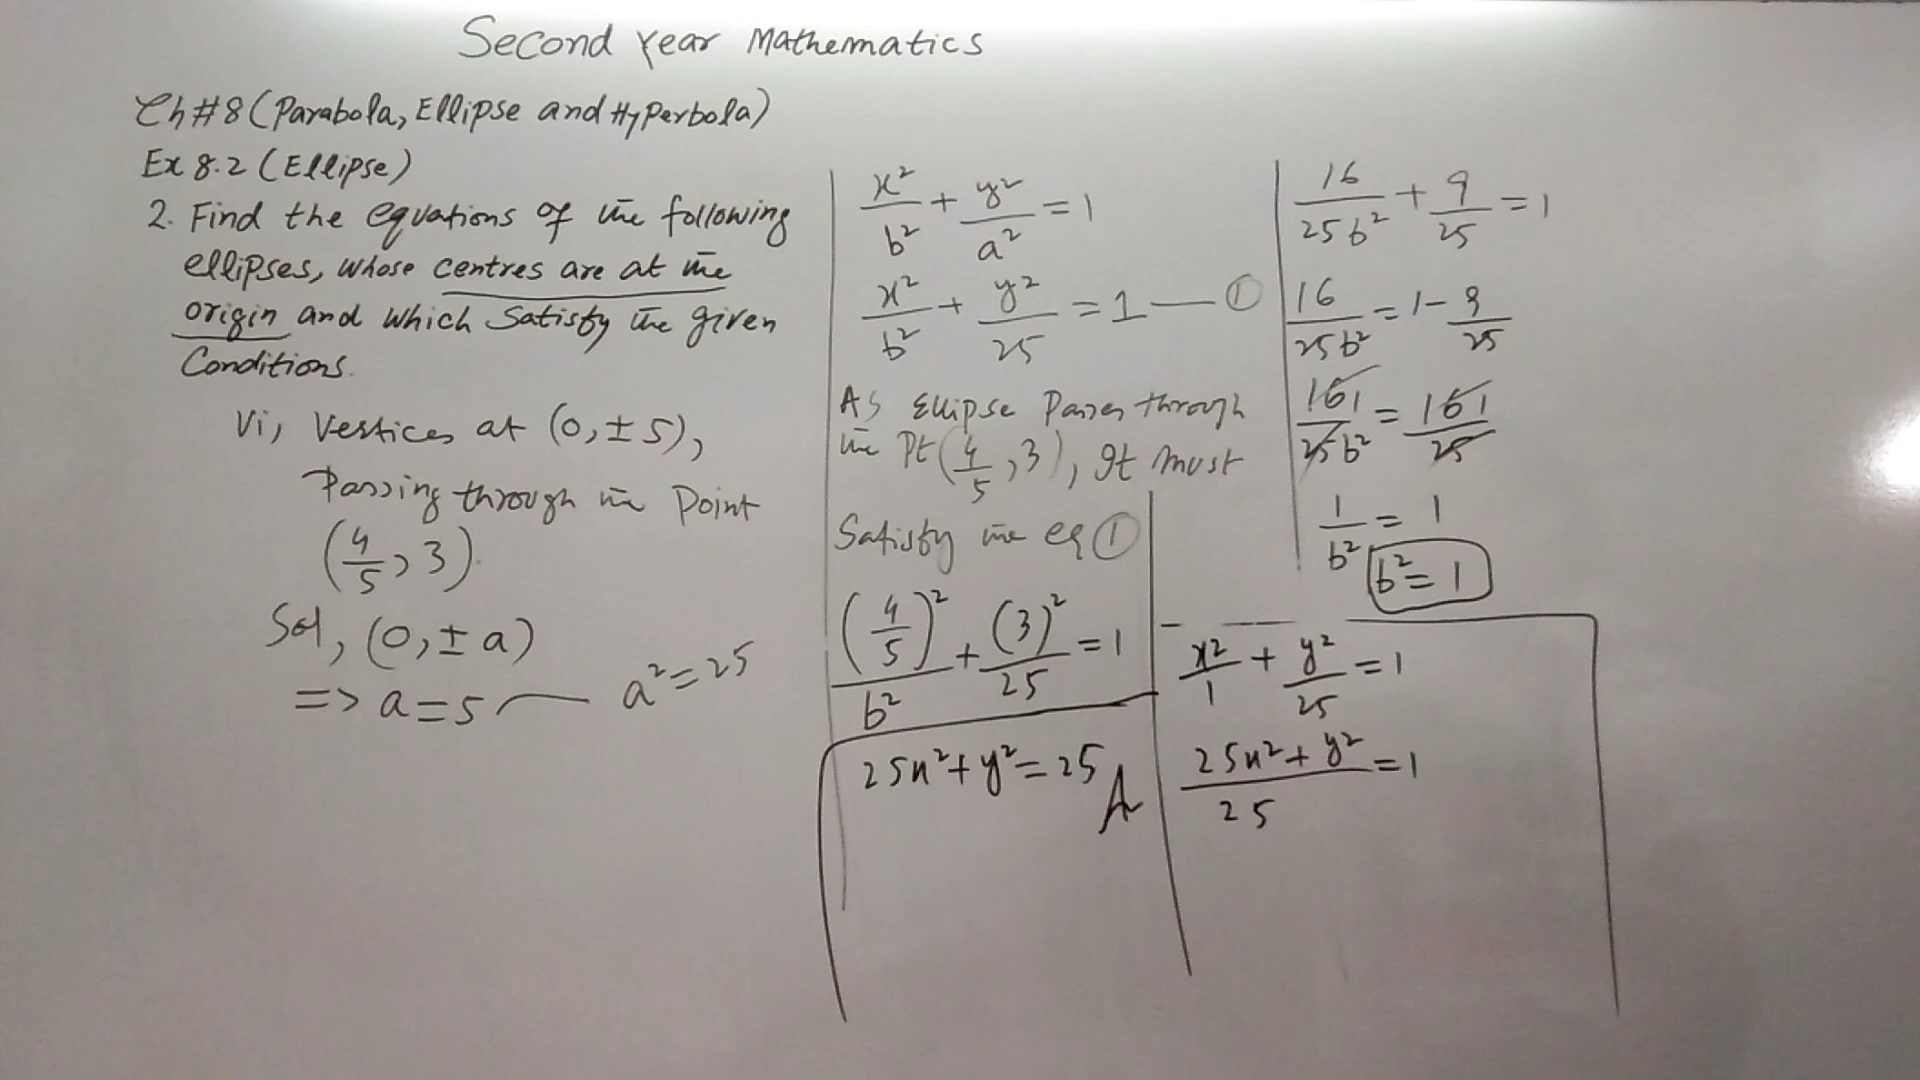 Second Year Mathematics
Ch#8 (Parabola, Ellipse and Hyperbola)
Ex 8.2 (Ellipse)
2. Find the equations of the following
ellipses, whose centres are at the
origin and which satisfy the given
Conditions.
vi, Vertices at (0, ±5),
Passing through the Point
(4/5, 3).
Sol, (0, ±a)
=> a=5 — a²=25
x²/b² + y²/a² = 1
x²/b² + y²/25 = 1 — ①
As Ellipse Passes through
the Pt (4/5, 3), It must
Satisfy the eq ①
(4/5)²/b² + (3)²/25 = 1
16/25b² + 9/25 = 1
16/25b² = 1 - 9/25
16 1/25b² = 16 1/25
1/b² = 1
b² = 1
x²/1 + y²/25 = 1
25x² + y²/25 = 1
25x² + y² = 25